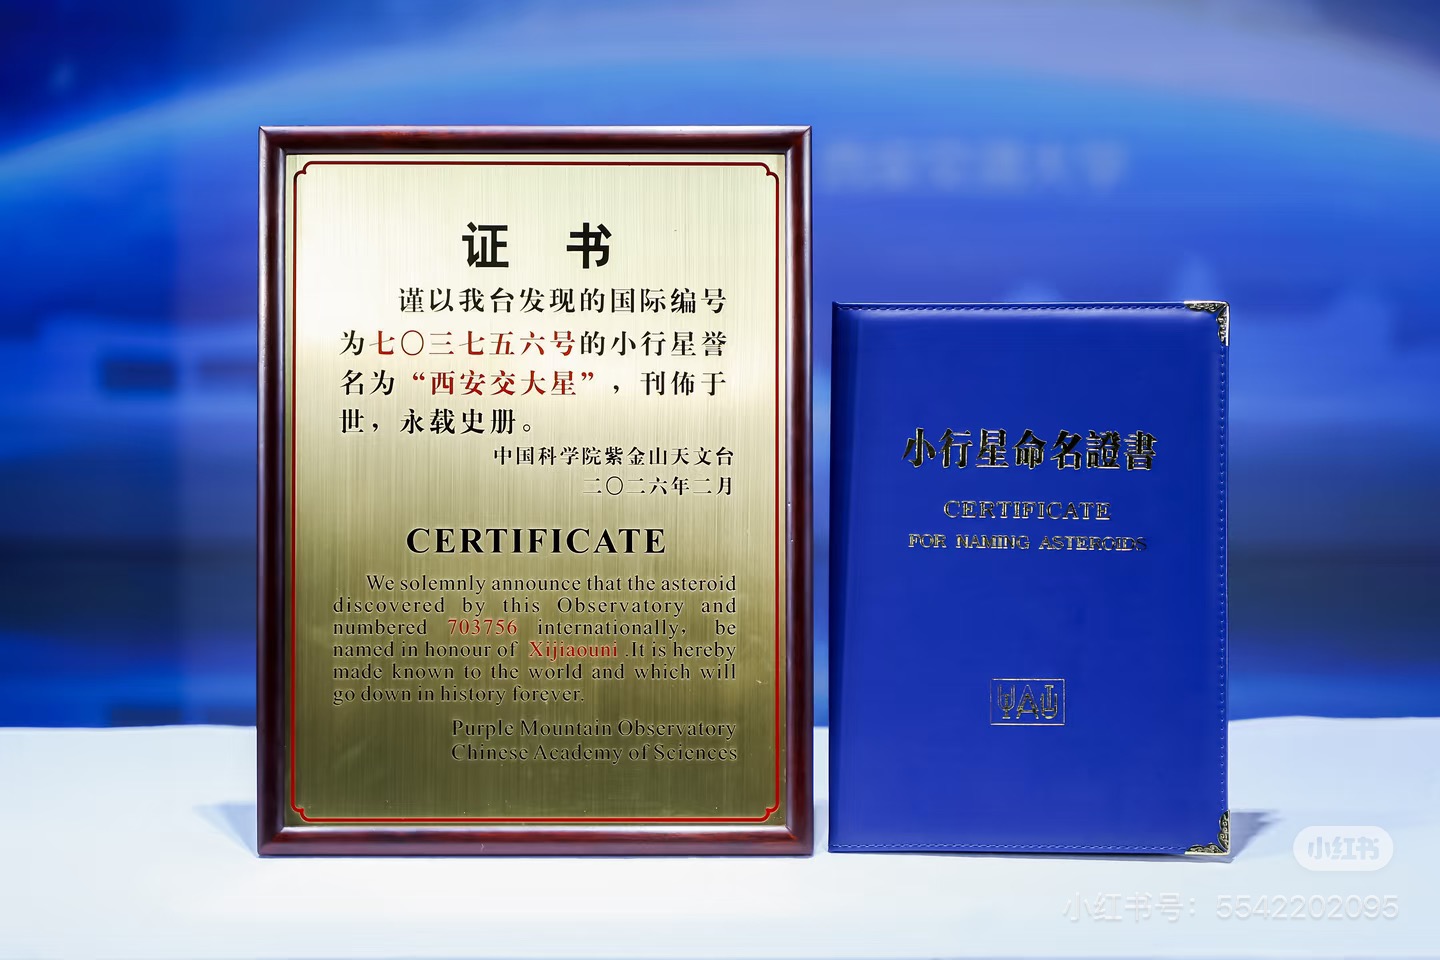 证 书
谨以我台发现的国际编号
为七〇三七五六号的小行星誉
名为“西安交大星”，刊佈于
世，永载史册。
中国科学院紫金山天文台
二〇二六年二月
CERTIFICATE
We solemnly announce that the asteroid
discovered by this Observatory and
numbered 703756 internationally, be
named in honour of Xijiaouni .It is hereby
made known to the world and which will
go down in history forever.
Purple Mountain Observatory
Chinese Academy of Sciences
小行星命名證書
CERTIFICATE
FOR NAMING ASTEROIDS
IAU
小红书
小红书号：5542202095